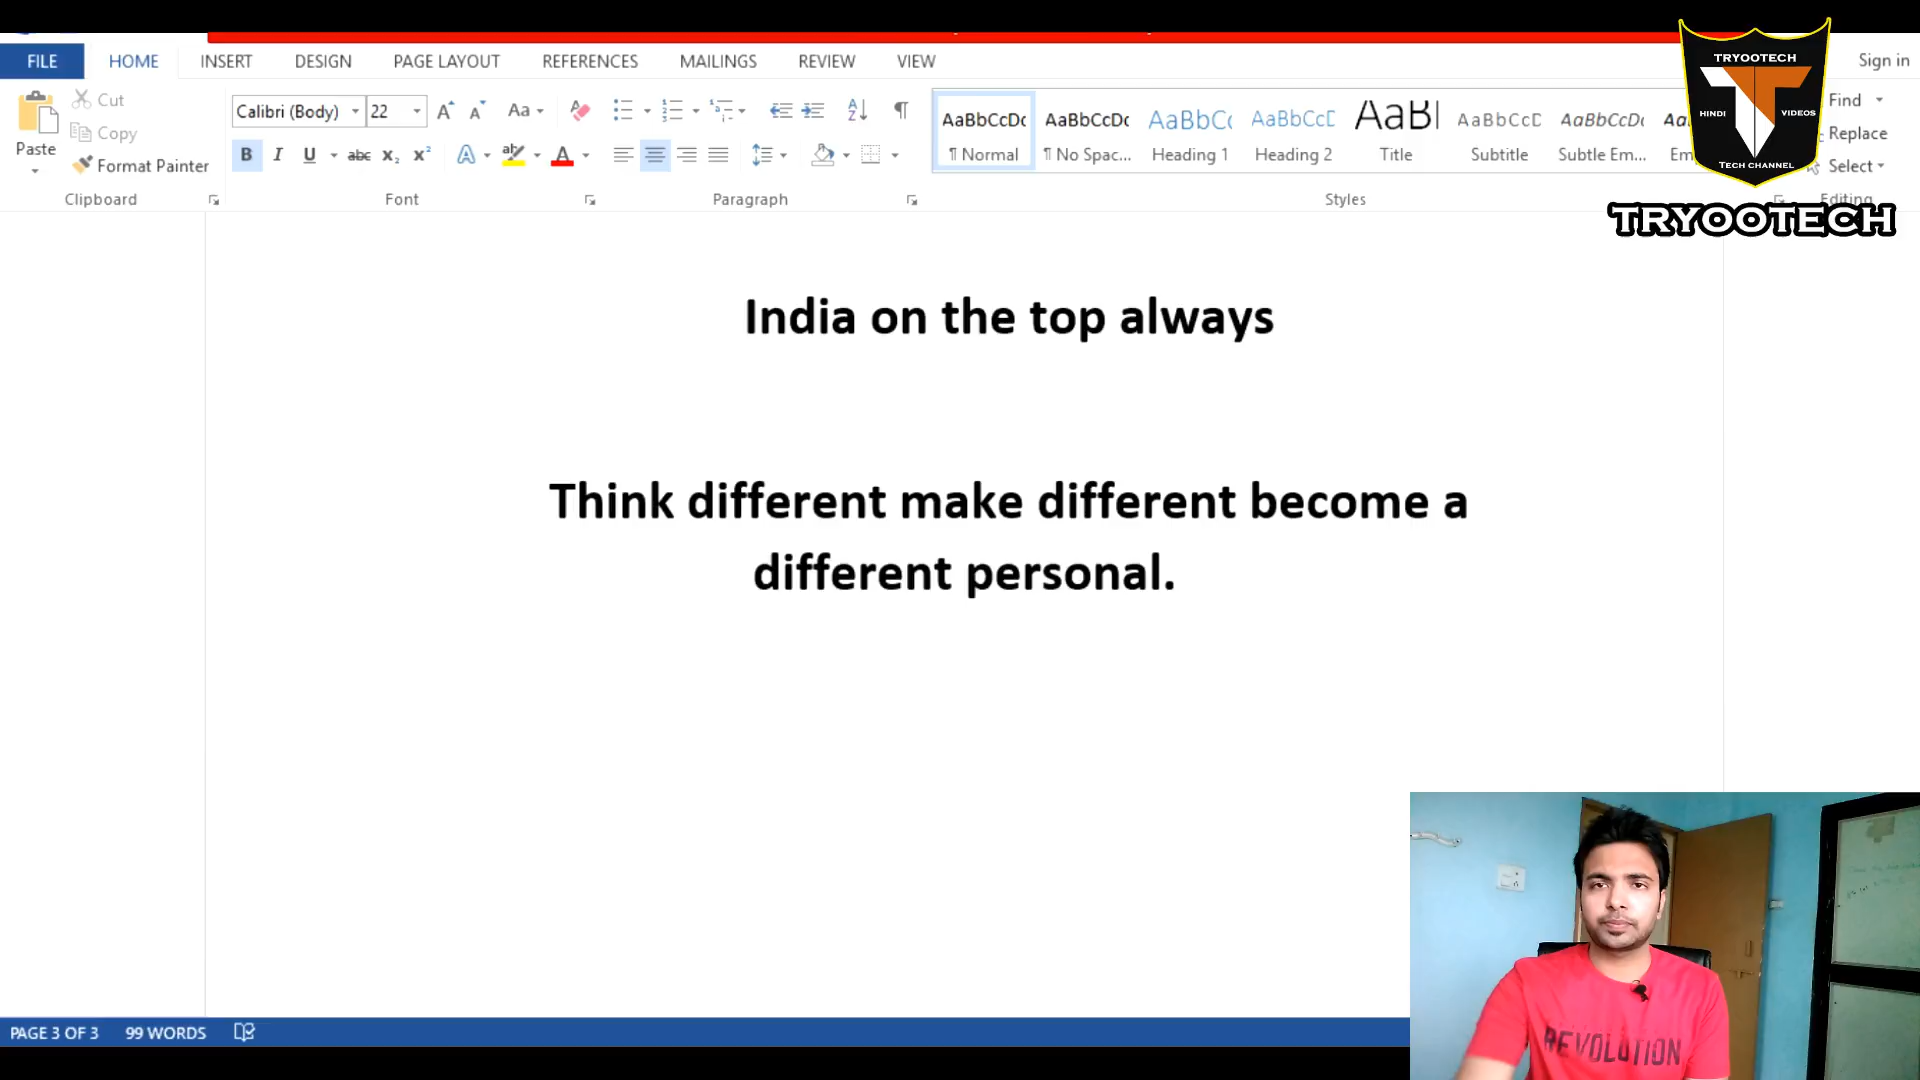 FILE HOME INSERT DESIGN PAGE LAYOUT REFERENCES MAILINGS REVIEW VIEW Sign in
Cut
Copy
Format Painter
Paste
Clipboard
Calibri (Body) 22
Font
Paragraph
AaBbCcDc AaBbCcDc AaBbCc AaBbCcD AaBl AaBbCcD AaBbCcDc
¶ Normal ¶ No Spac... Heading 1 Heading 2 Title Subtitle Subtle Em...
Styles
Find
Replace
Select
Editing
TRYOOTECH
HINDI VIDEOS
TECH CHANNEL
TRYOOTECH
India on the top always
Think different make different become a
different personal.
REVOLUTION
PAGE 3 OF 3 99 WORDS